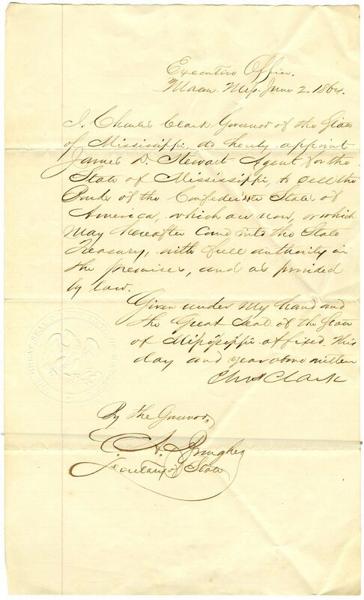 Executive Office.
Macon Mip. June 2. 1864.
I. Charles Clark Governor of the State
of Mississippi, do hereby appoint
James D. Stewart Agent for the
State of Mississippi, to sell the
Bonds of the Confederate States of
America, which are now, or which
may hereafter come into the State
Treasury, with full authority in
the premises, and as provided
by law.
Given under my hand and
the Great Seal of the State
of Mississippi affixed this
day and year above written
Chas Clark
By the Governor,
C. A. Brougher
Secretary of State